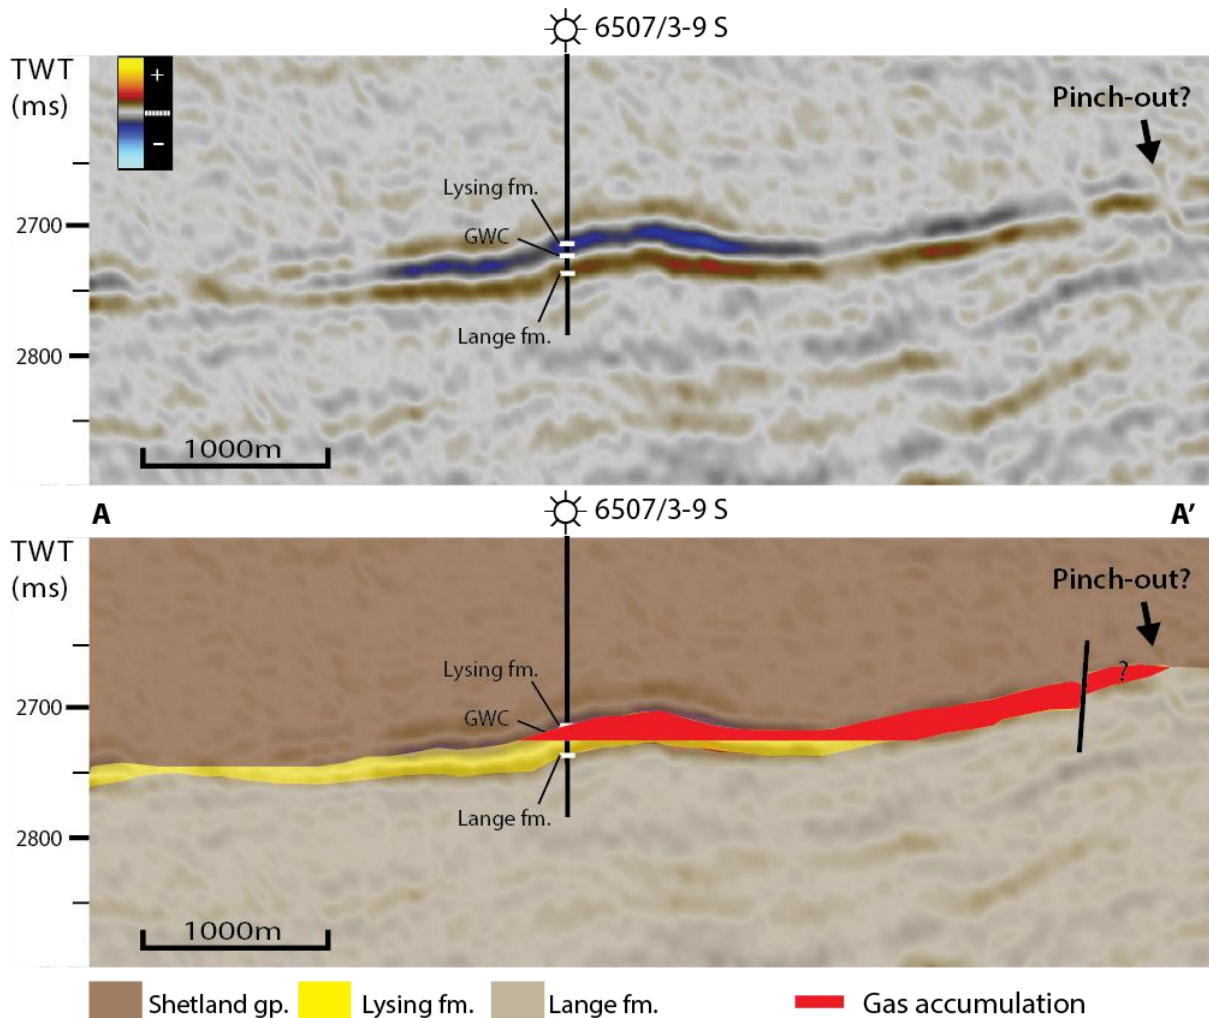 6507/3-9 S
TWT
(ms)
+
−
Pinch-out?
Lysing fm.
2700
GWC
Lange fm.
2800
1000m
A
6507/3-9 S
A'
TWT
(ms)
Pinch-out?
Lysing fm.
?
2700
GWC
Lange fm.
2800
1000m
Shetland gp.
Lysing fm.
Lange fm.
Gas accumulation